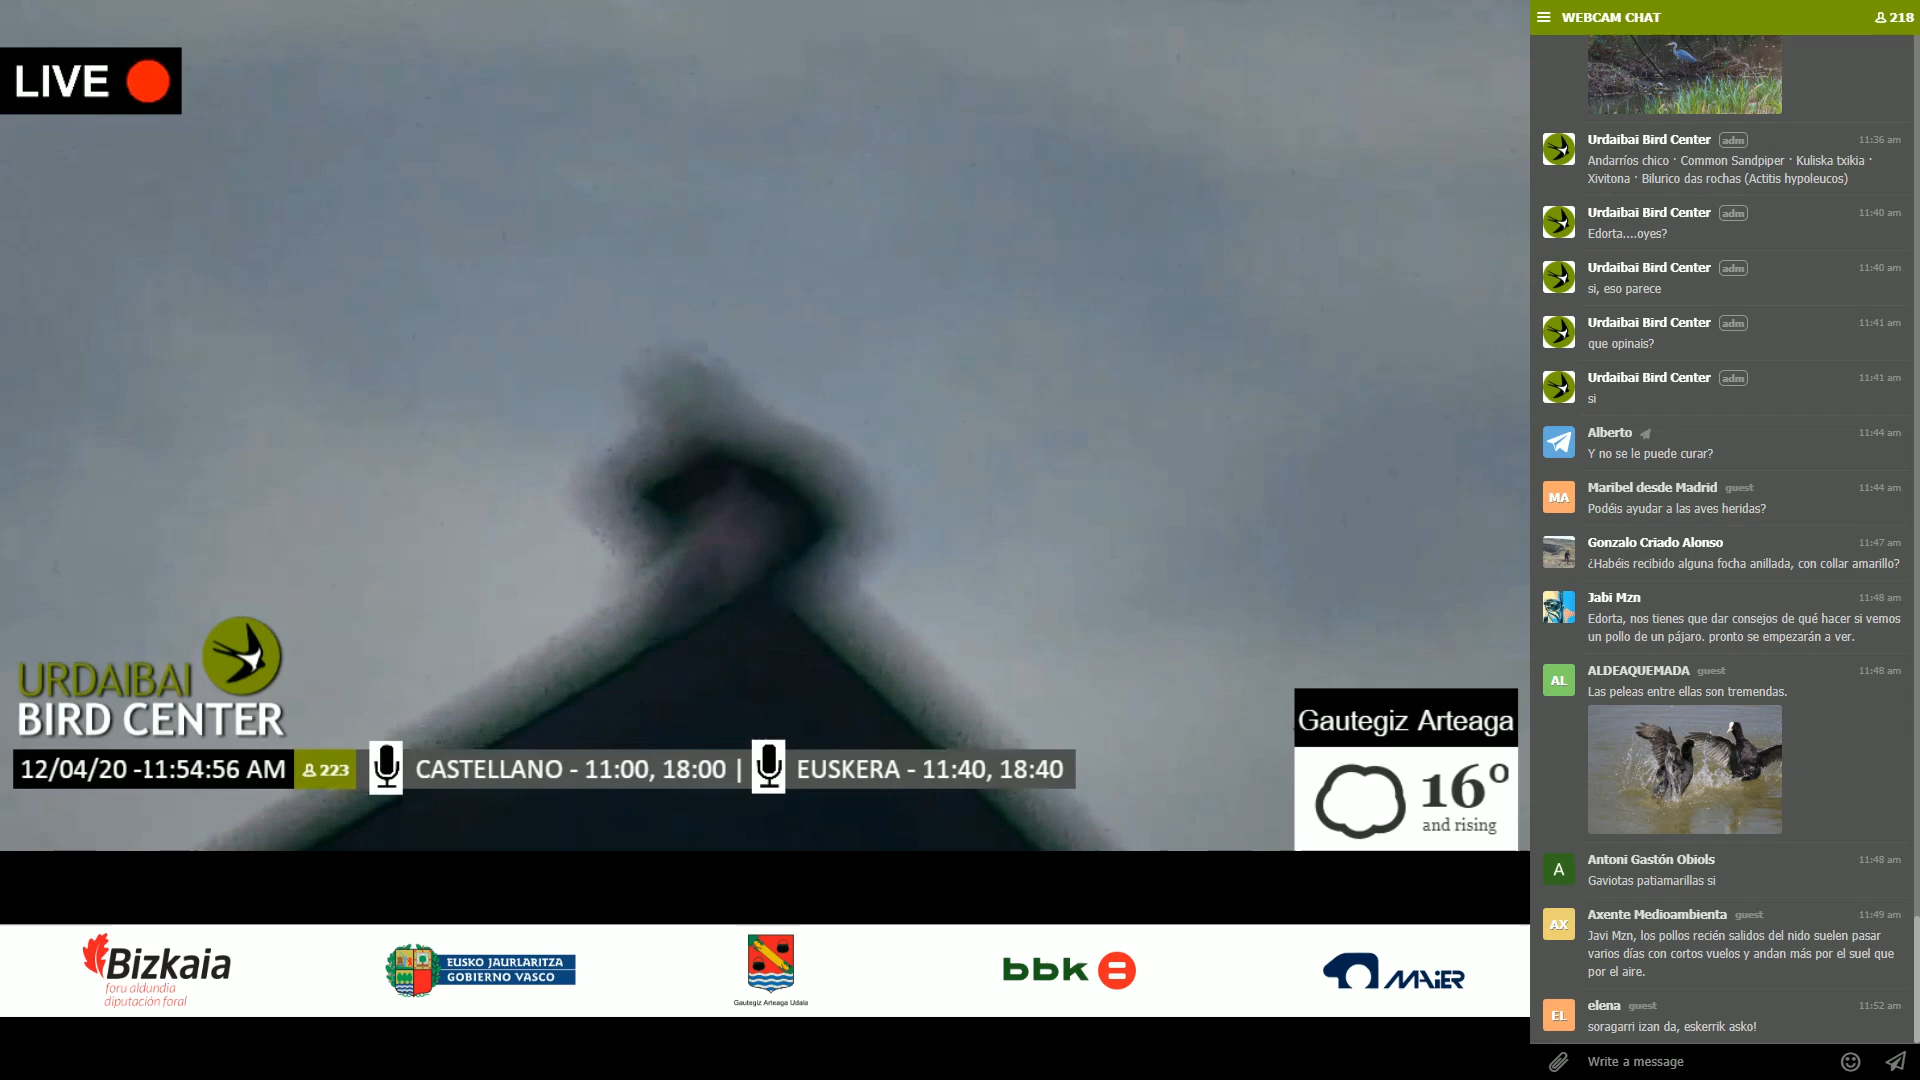 LIVE
URDAIBAI
BIRD CENTER
12/04/20 -11:54:56 AM
223
CASTELLANO - 11:00, 18:00 |
EUSKERA - 11:40, 18:40
Gautegiz Arteaga
16°
and rising
Bizkaia
foru aldundia
diputación foral
EUSKO JAURLARITZA
GOBIERNO VASCO
Gautegiz Arteaga Udala
bbk
MAIER
WEBCAM CHAT
218
Urdaibai Bird Center adm 11:36 am
Andarríos chico · Common Sandpiper · Kuliska txikia ·
Xivitona · Bilurico das rochas (Actitis hypoleucos)
Urdaibai Bird Center adm 11:40 am
Edorta....oyes?
Urdaibai Bird Center adm 11:40 am
si, eso parece
Urdaibai Bird Center adm 11:41 am
que opinais?
Urdaibai Bird Center adm 11:41 am
si
Alberto 11:44 am
Y no se le puede curar?
MA
Maribel desde Madrid guest 11:44 am
Podéis ayudar a las aves heridas?
Gonzalo Criado Alonso 11:47 am
¿Habéis recibido alguna focha anillada, con collar amarillo?
Jabi Mzn 11:48 am
Edorta, nos tienes que dar consejos de qué hacer si vemos
un pollo de un pájaro. pronto se empezarán a ver.
AL
ALDEAQUEMADA guest 11:48 am
Las peleas entre ellas son tremendas.
A
Antoni Gastón Obiols 11:48 am
Gaviotas patiamarillas si
AX
Axente Medioambienta guest 11:49 am
Javi Mzn, los pollos recién salidos del nido suelen pasar
varios días con cortos vuelos y andan más por el suel que
por el aire.
EL
elena guest 11:52 am
soragarri izan da, eskerrik asko!
Write a message